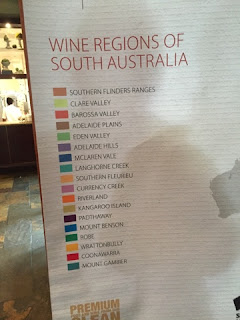 WINE REGIONS OF
SOUTH AUSTRALIA
SOUTHERN FLINDERS RANGES
CLARE VALLEY
BAROSSA VALLEY
ADELAIDE PLAINS
EDEN VALLEY
ADELAIDE HILLS
MCLAREN VALE
LANGHORNE CREEK
SOUTHERN FLEURIEU
CURRENCY CREEK
RIVERLAND
KANGAROO ISLAND
PADTHAWAY
MOUNT BENSON
ROBE
WRATTONBULLY
COONAWARRA
MOUNT GAMBIER
PREMIUM